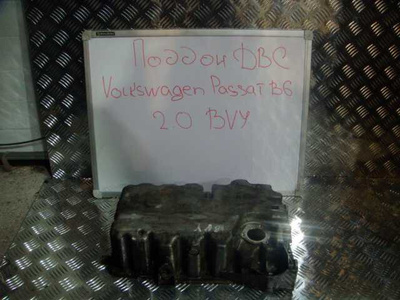 Поддон ДВС
Volkswagen Passat B6
2.0 BVY